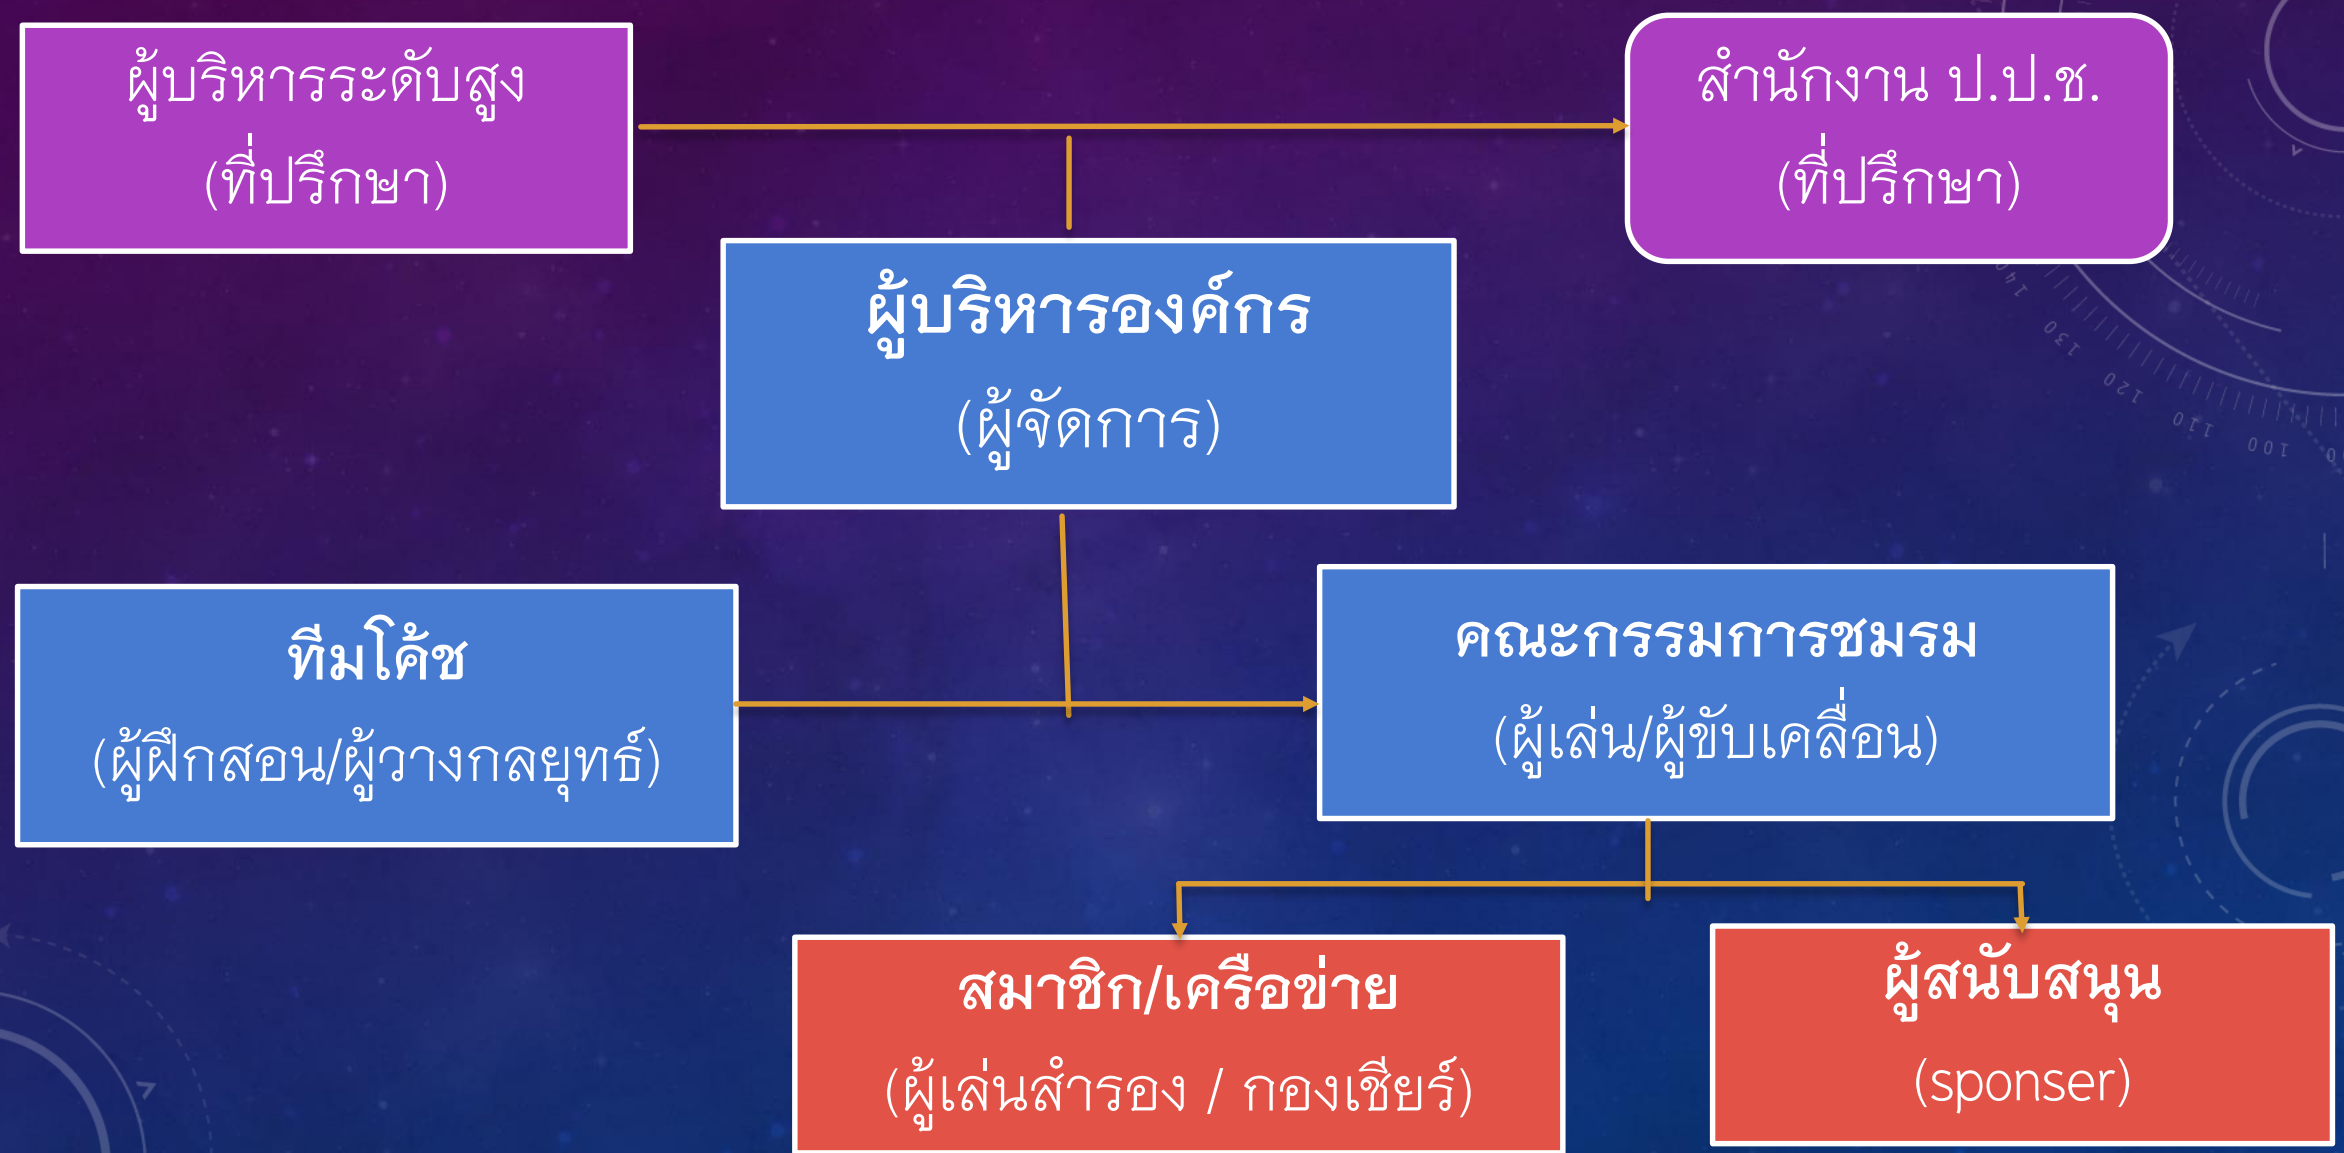 ผู้บริหารระดับสูง
(ที่ปรึกษา)
สำนักงาน ป.ป.ช.
(ที่ปรึกษา)
ผู้บริหารองค์กร
(ผู้จัดการ)
ทีมโค้ช
(ผู้ฝึกสอน/ผู้วางกลยุทธ์)
คณะกรรมการชมรม
(ผู้เล่น/ผู้ขับเคลื่อน)
สมาชิก/เครือข่าย
(ผู้เล่นสำรอง / กองเชียร์)
ผู้สนับสนุน
(sponser)
140
130
120
110
100